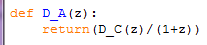 def D_A(z):
    return(D_C(z)/(1+z))